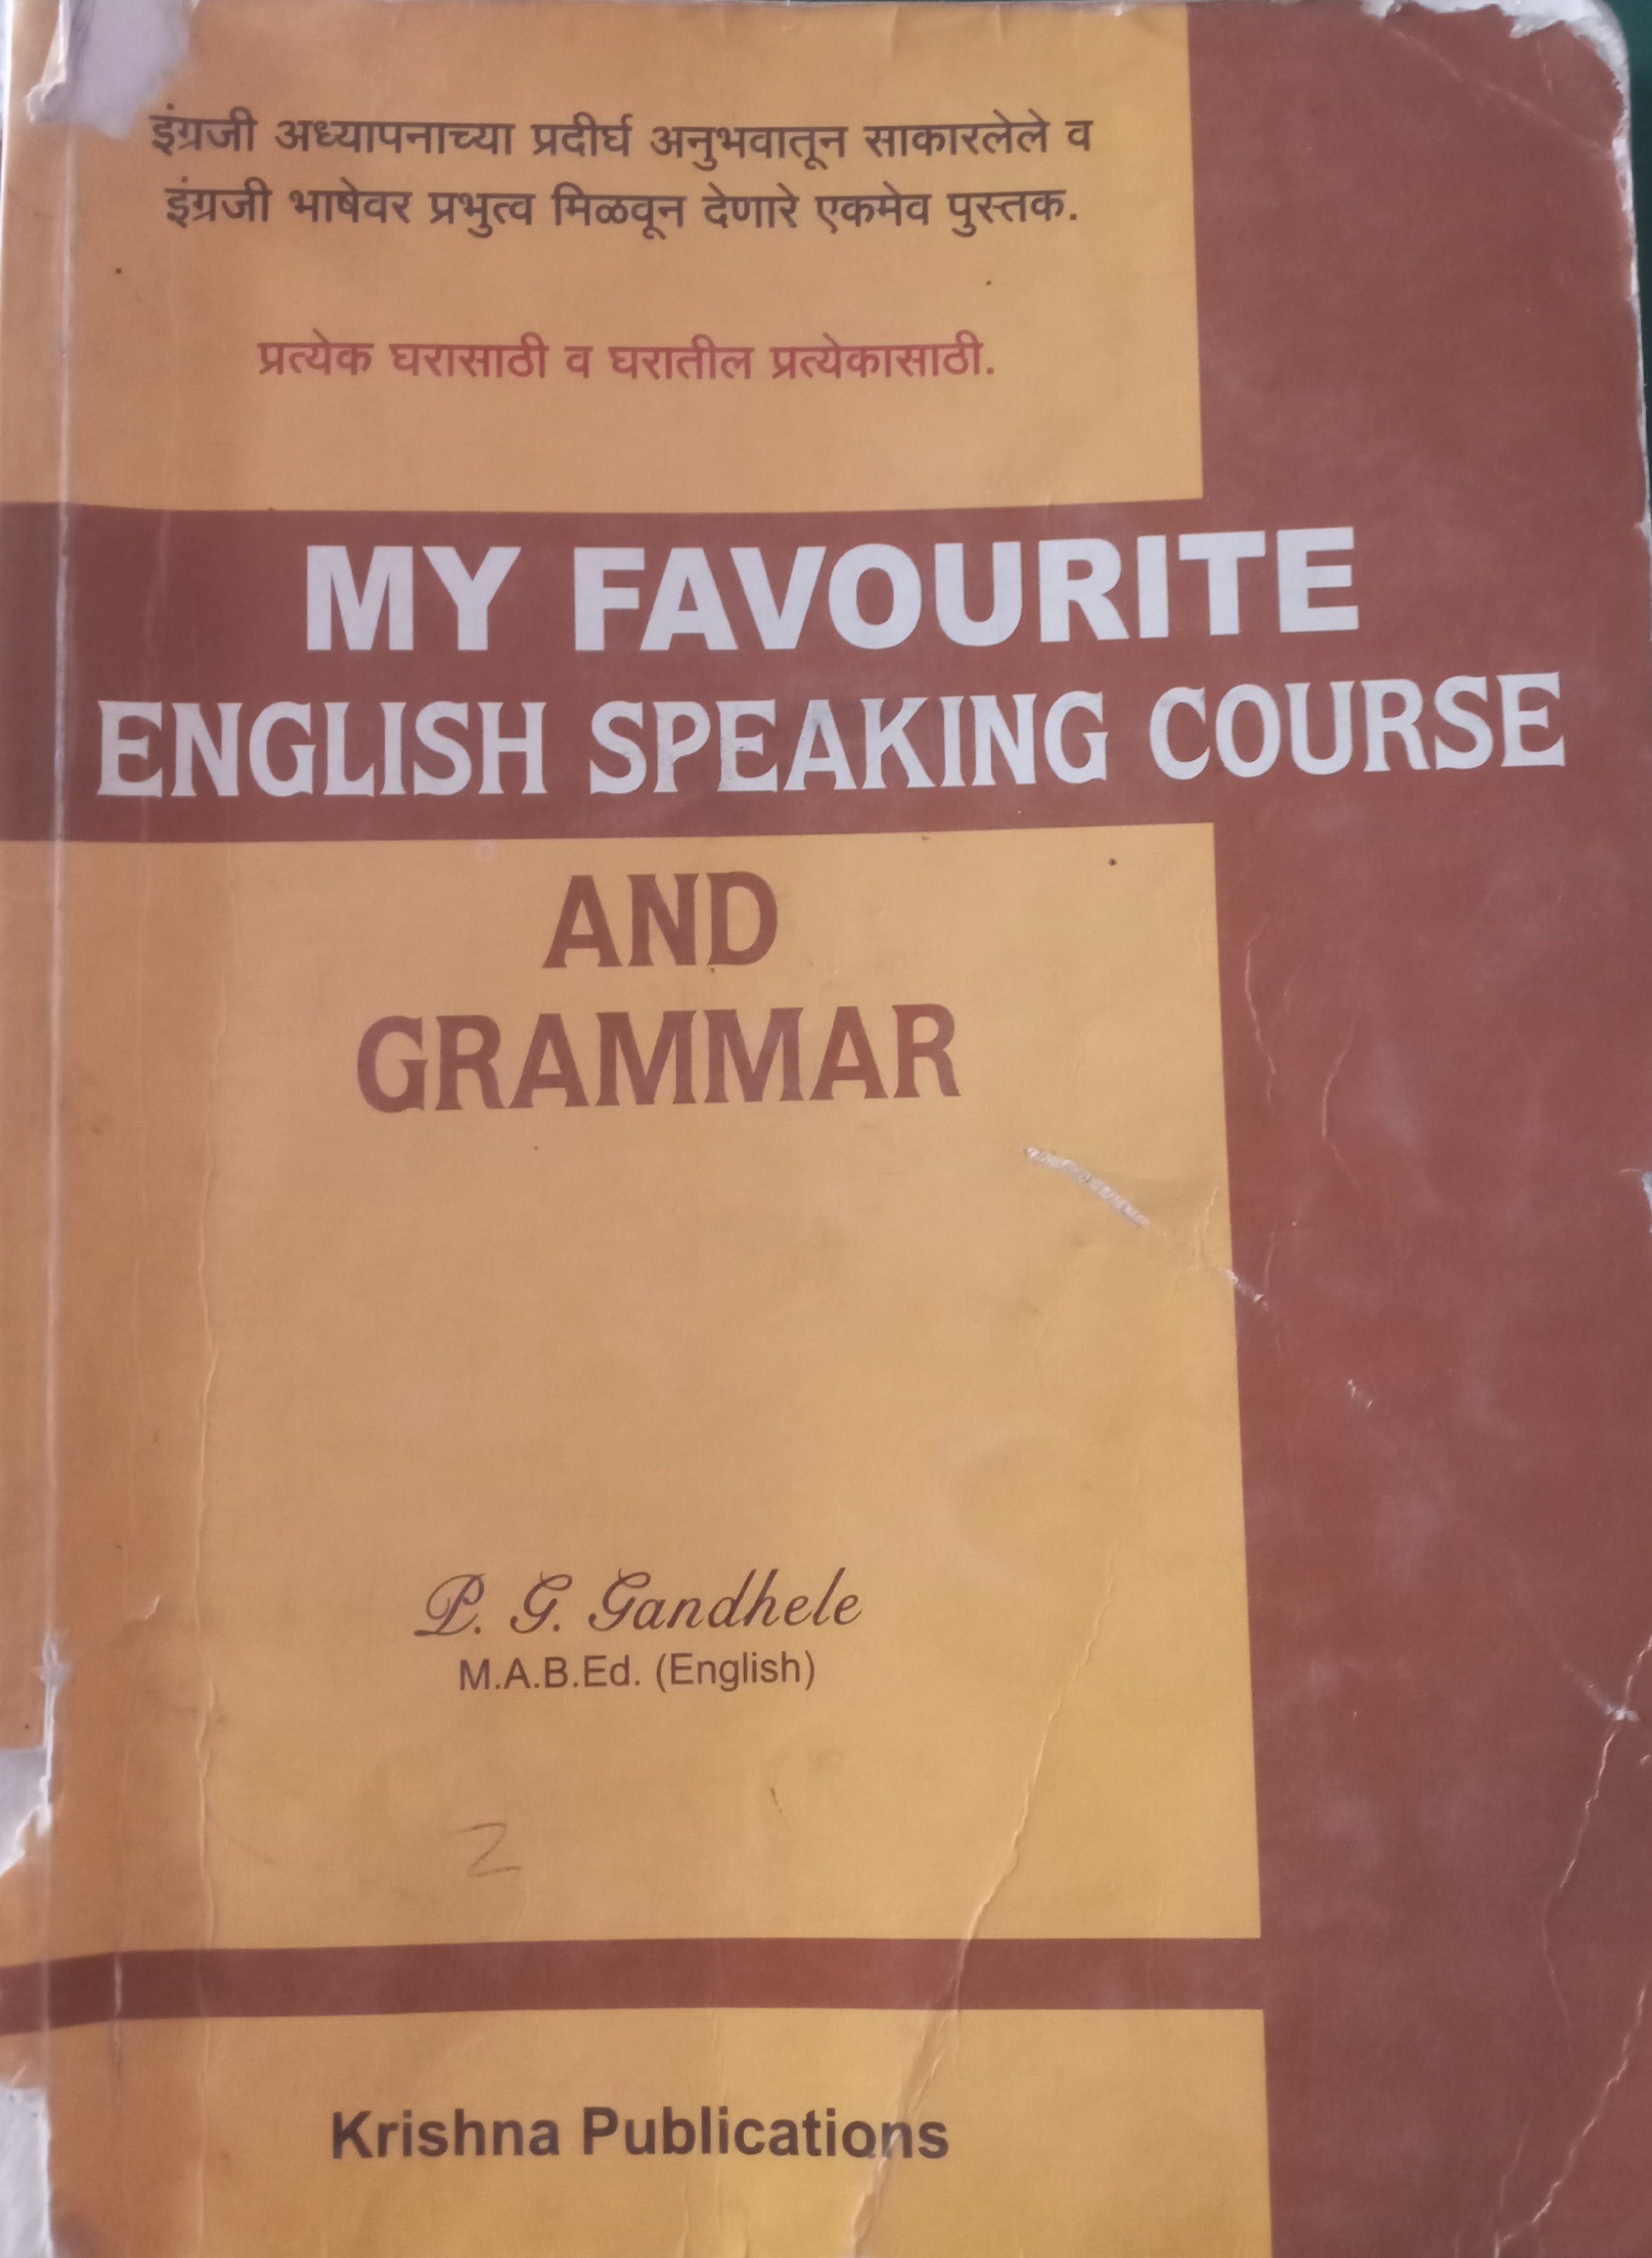 इंग्रजी अध्यापनाच्या प्रदीर्घ अनुभवातून साकारलेले व
इंग्रजी भाषेवर प्रभुत्व मिळवून देणारे एकमेव पुस्तक.
प्रत्येक घरासाठी व घरातील प्रत्येकासाठी.
MY FAVOURITE
ENGLISH SPEAKING COURSE
AND
GRAMMAR
P. G. Gandhele
M.A.B.Ed. (English)
2
Krishna Publications